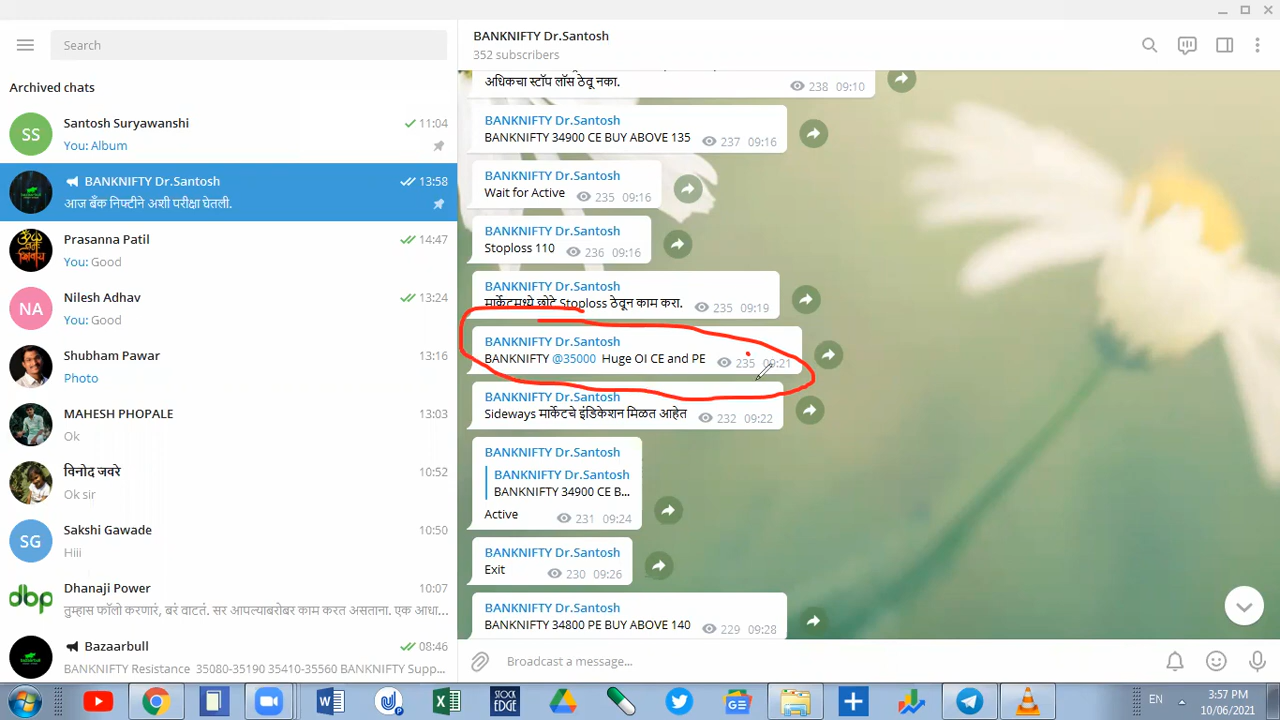 Search
Archived chats
SS
Santosh Suryawanshi
11:04
You: Album
BANKNIFTY Dr.Santosh
13:58
आज बँक निफ्टीने अशी परीक्षा घेतली.
Prasanna Patil
14:47
You: Good
NA
Nilesh Adhav
13:24
You: Good
Shubham Pawar
13:16
Photo
MAHESH PHOPALE
13:03
Ok
विनोद जवरे
10:52
Ok sir
SG
Sakshi Gawade
10:50
Hiii
dbp
Dhanaji Power
10:07
तुम्हास फॉलो करणारं, बरं वाटतं. सर आपल्याबरोबर काम करत असताना. एक आधा...
Bazaarbull
08:46
BANKNIFTY Resistance 35080-35190 35410-35560 BANKNIFTY Supp...
BANKNIFTY Dr.Santosh
352 subscribers
अधिकचा स्टॉप लॉस ठेवू नका.
238 09:10
BANKNIFTY Dr.Santosh
BANKNIFTY 34900 CE BUY ABOVE 135 237 09:16
BANKNIFTY Dr.Santosh
Wait for Active 235 09:16
BANKNIFTY Dr.Santosh
Stoploss 110 236 09:16
BANKNIFTY Dr.Santosh
मार्केटमध्ये छोटे Stoploss ठेवून काम करा. 235 09:19
BANKNIFTY Dr.Santosh
BANKNIFTY @35000 Huge OI CE and PE 235 09:21
BANKNIFTY Dr.Santosh
Sideways मार्केटचे इंडिकेशन मिळत आहेत 232 09:22
BANKNIFTY Dr.Santosh
BANKNIFTY Dr.Santosh
BANKNIFTY 34900 CE B...
Active 231 09:24
BANKNIFTY Dr.Santosh
Exit 230 09:26
BANKNIFTY Dr.Santosh
BANKNIFTY 34800 PE BUY ABOVE 140 229 09:28
Broadcast a message...
STOCK
EDGE
EN
3:57 PM
10/06/2021